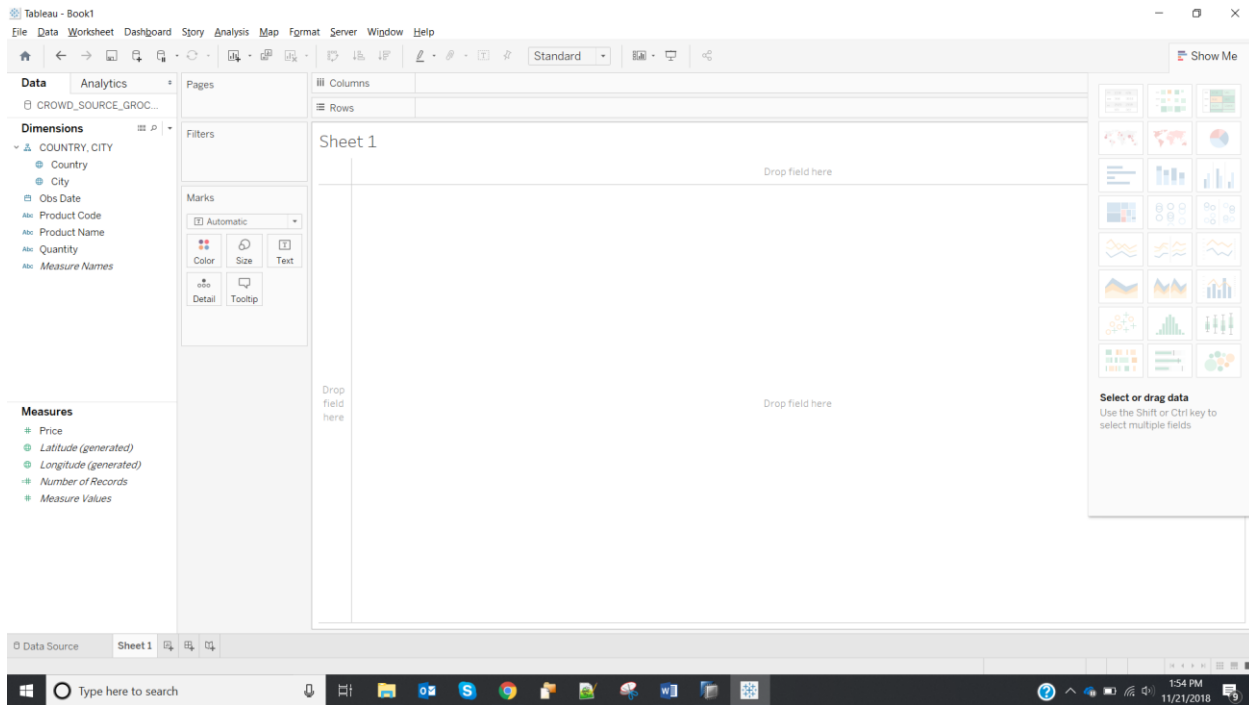 Tableau - Book1
File Data Worksheet Dashboard Story Analysis Map Format Server Window Help
Standard
Show Me
Data Analytics
Pages
Columns
CROWD_SOURCE_GROC...
Rows
Dimensions
Filters
Sheet 1
COUNTRY, CITY
Country
City
Drop field here
Obs Date
Marks
Abc Product Code
Automatic
Abc Product Name
Abc Quantity
Color Size Text
Abc Measure Names
Detail Tooltip
Drop
field
here
Drop field here
Select or drag data
Use the Shift or Ctrl key to
select multiple fields
Measures
# Price
Latitude (generated)
Longitude (generated)
=# Number of Records
# Measure Values
Data Source Sheet 1
Type here to search
1:54 PM
11/21/2018